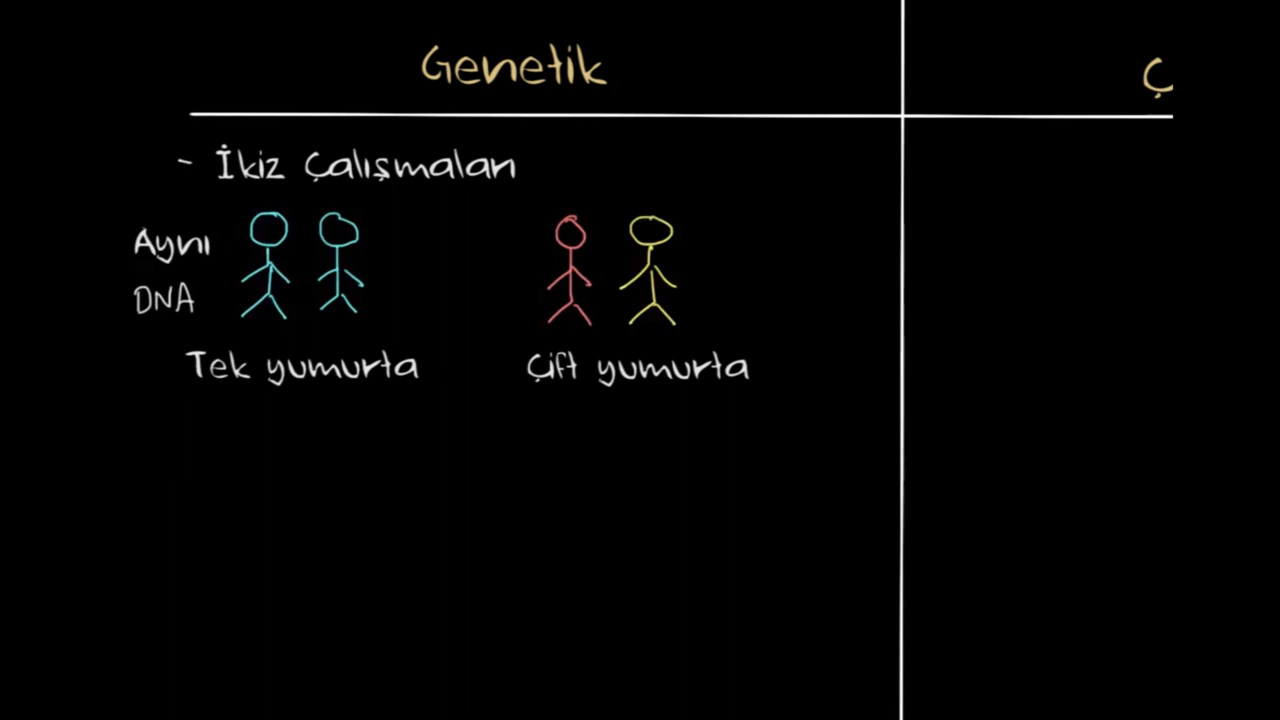 Genetik
Ç
- İkiz Çalışmaları
Aynı
DNA
Tek yumurta
Çift yumurta